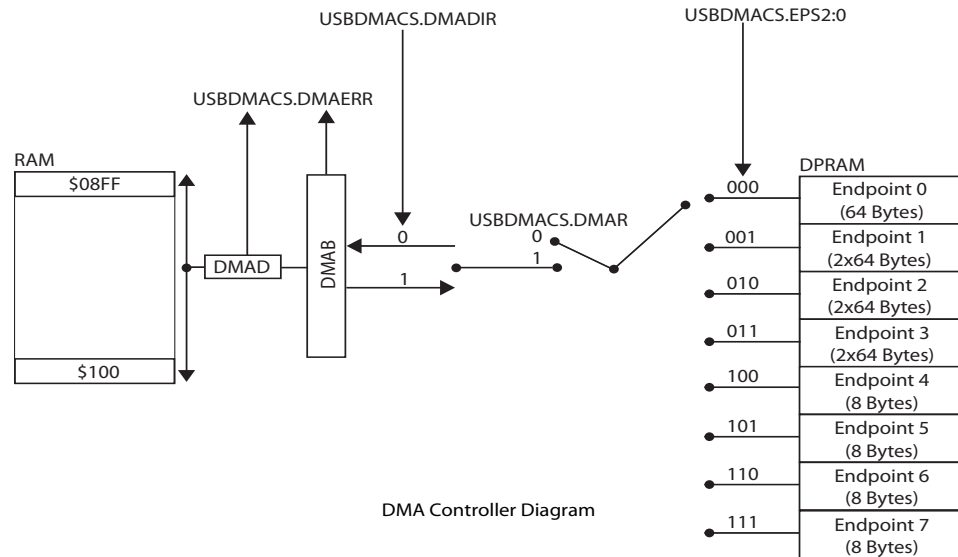 USBDMACS.DMADIR
USBDMACS.EPS2:0
USBDMACS.DMAERR
RAM
$08FF
$100
DMAD
DMAB
0
1
USBDMACS.DMAR
0
1
DPRAM
000
Endpoint 0
(64 Bytes)
001
Endpoint 1
(2x64 Bytes)
010
Endpoint 2
(2x64 Bytes)
011
Endpoint 3
(2x64 Bytes)
100
Endpoint 4
(8 Bytes)
101
Endpoint 5
(8 Bytes)
110
Endpoint 6
(8 Bytes)
111
Endpoint 7
(8 Bytes)
DMA Controller Diagram